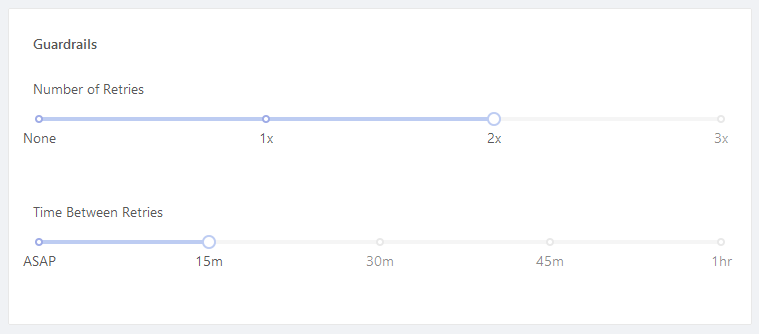 Guardrails
Number of Retries
None 1x 2x 3x
Time Between Retries
ASAP 15m 30m 45m 1hr